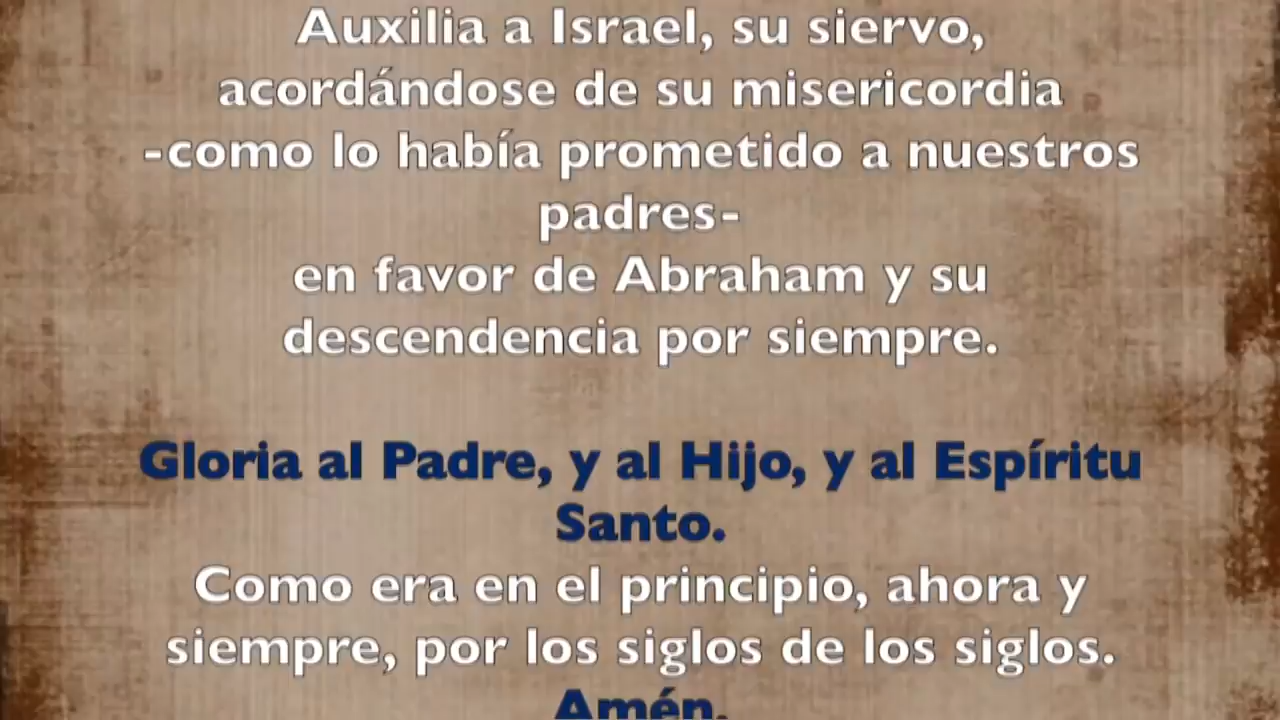 Auxilia a Israel, su siervo,
acordándose de su misericordia
-como lo había prometido a nuestros
padres-
en favor de Abraham y su
descendencia por siempre.
Gloria al Padre, y al Hijo, y al Espíritu
Santo.
Como era en el principio, ahora y
siempre, por los siglos de los siglos.
Amén.